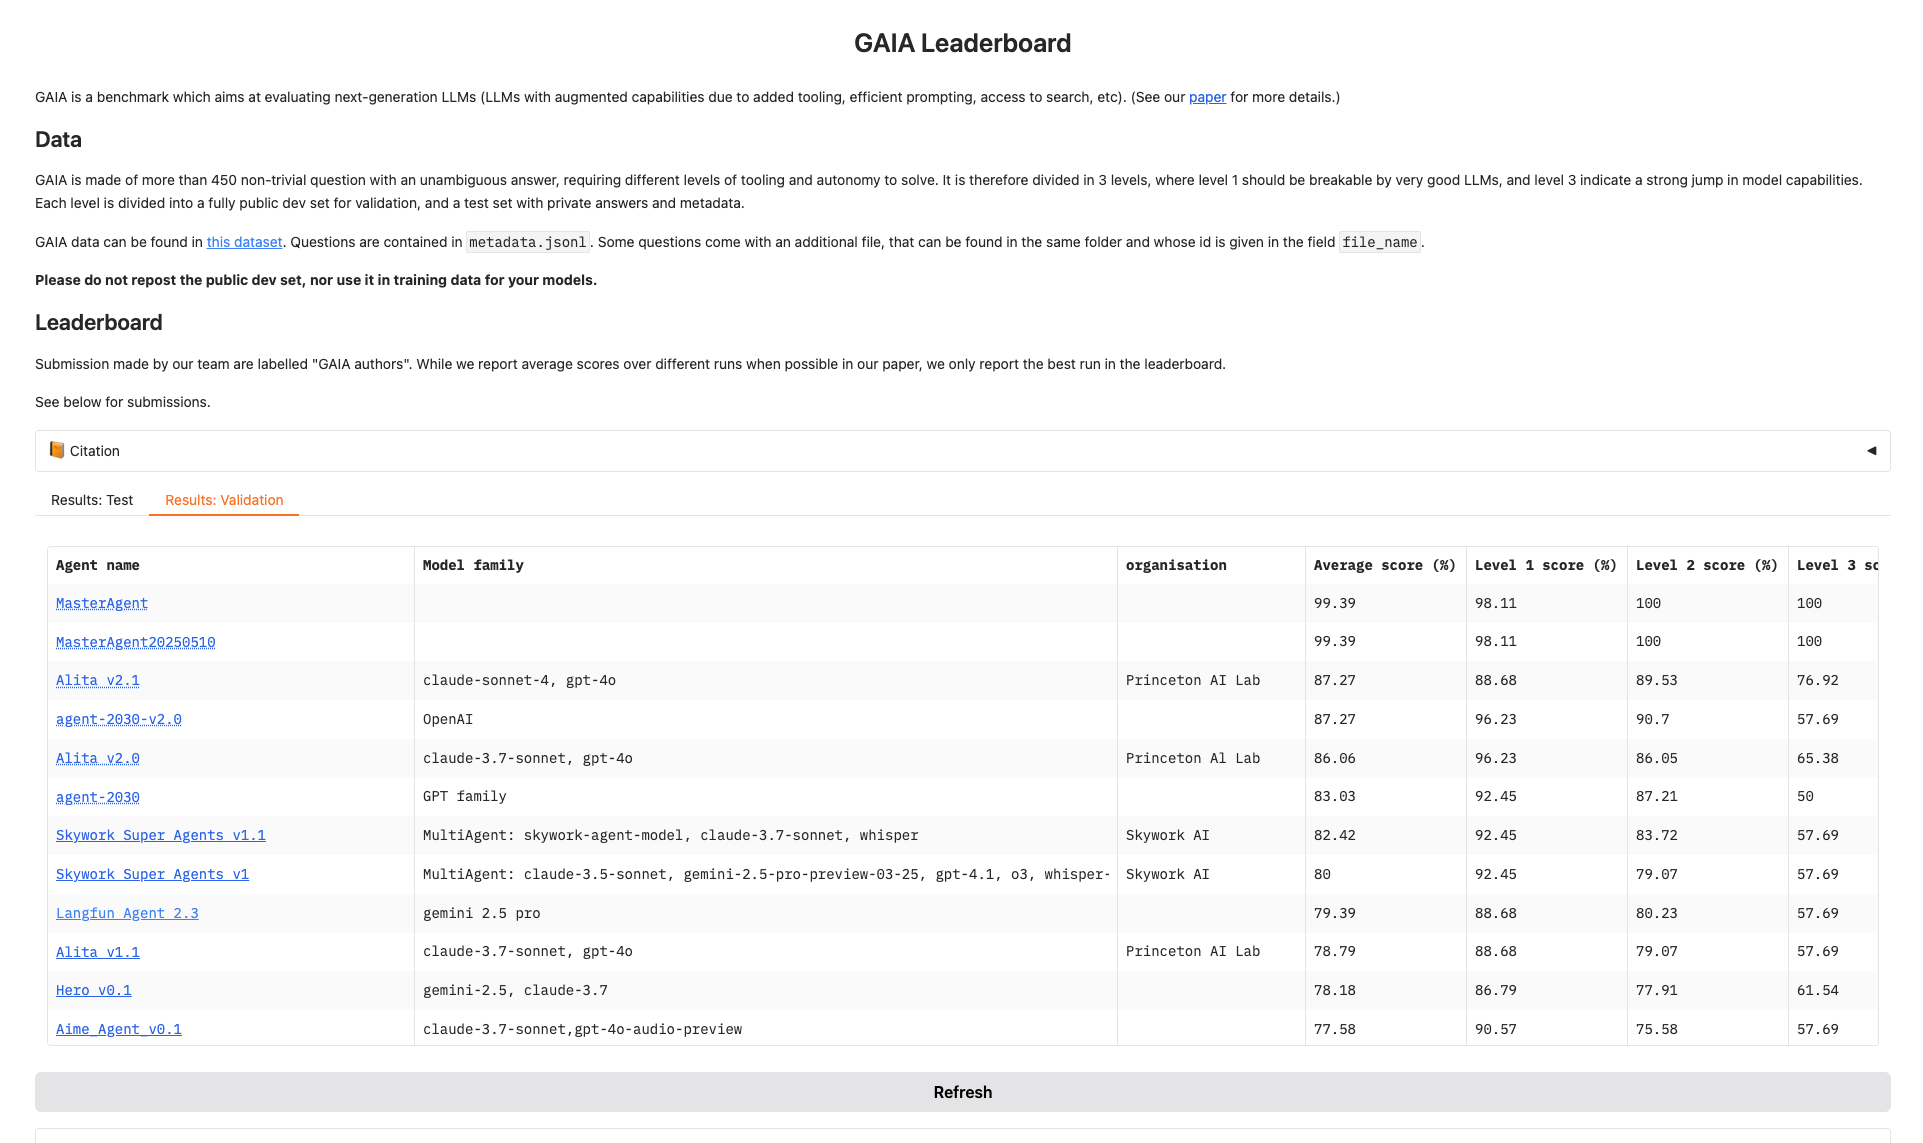 GAIA Leaderboard
GAIA is a benchmark which aims at evaluating next-generation LLMs (LLMs with augmented capabilities due to added tooling, efficient prompting, access to search, etc). (See our paper for more details.)
Data
GAIA is made of more than 450 non-trivial question with an unambiguous answer, requiring different levels of tooling and autonomy to solve. It is therefore divided in 3 levels, where level 1 should be breakable by very good LLMs, and level 3 indicate a strong jump in model capabilities.
Each level is divided into a fully public dev set for validation, and a test set with private answers and metadata.
GAIA data can be found in this dataset. Questions are contained in metadata.jsonl. Some questions come with an additional file, that can be found in the same folder and whose id is given in the field file_name.
Please do not repost the public dev set, nor use it in training data for your models.
Leaderboard
Submission made by our team are labelled "GAIA authors". While we report average scores over different runs when possible in our paper, we only report the best run in the leaderboard.
See below for submissions.
Citation
Results: Test Results: Validation
Agent name Model family organisation Average score (%) Level 1 score (%) Level 2 score (%) Level 3 sc
MasterAgent 99.39 98.11 100 100
MasterAgent20250510 99.39 98.11 100 100
Alita v2.1 claude-sonnet-4, gpt-4o Princeton AI Lab 87.27 88.68 89.53 76.92
agent-2030-v2.0 OpenAI 87.27 96.23 90.7 57.69
Alita v2.0 claude-3.7-sonnet, gpt-4o Princeton Al Lab 86.06 96.23 86.05 65.38
agent-2030 GPT family 83.03 92.45 87.21 50
Skywork Super Agents v1.1 MultiAgent: skywork-agent-model, claude-3.7-sonnet, whisper Skywork AI 82.42 92.45 83.72 57.69
Skywork Super Agents v1 MultiAgent: claude-3.5-sonnet, gemini-2.5-pro-preview-03-25, gpt-4.1, o3, whisper- Skywork AI 80 92.45 79.07 57.69
Langfun Agent 2.3 gemini 2.5 pro 79.39 88.68 80.23 57.69
Alita v1.1 claude-3.7-sonnet, gpt-4o Princeton AI Lab 78.79 88.68 79.07 57.69
Hero v0.1 gemini-2.5, claude-3.7 78.18 86.79 77.91 61.54
Aime_Agent_v0.1 claude-3.7-sonnet,gpt-4o-audio-preview 77.58 90.57 75.58 57.69
Refresh